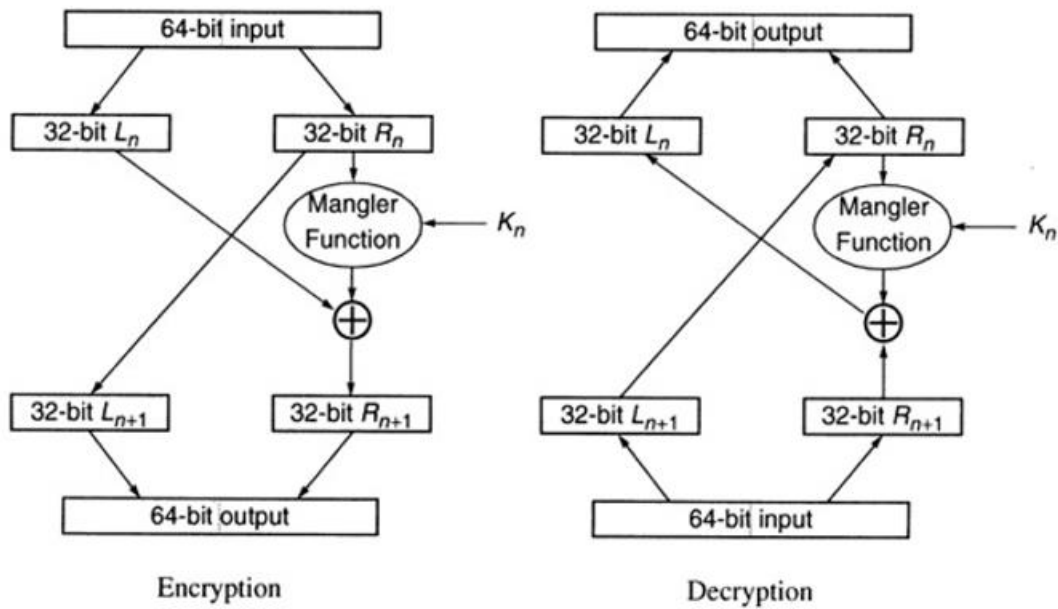 64-bit input
32-bit Lₙ
32-bit Rₙ
Mangler
Function
Kₙ
32-bit Lₙ₊₁
32-bit Rₙ₊₁
64-bit output
Encryption
64-bit output
32-bit Lₙ
32-bit Rₙ
Mangler
Function
Kₙ
32-bit Lₙ₊₁
32-bit Rₙ₊₁
64-bit input
Decryption